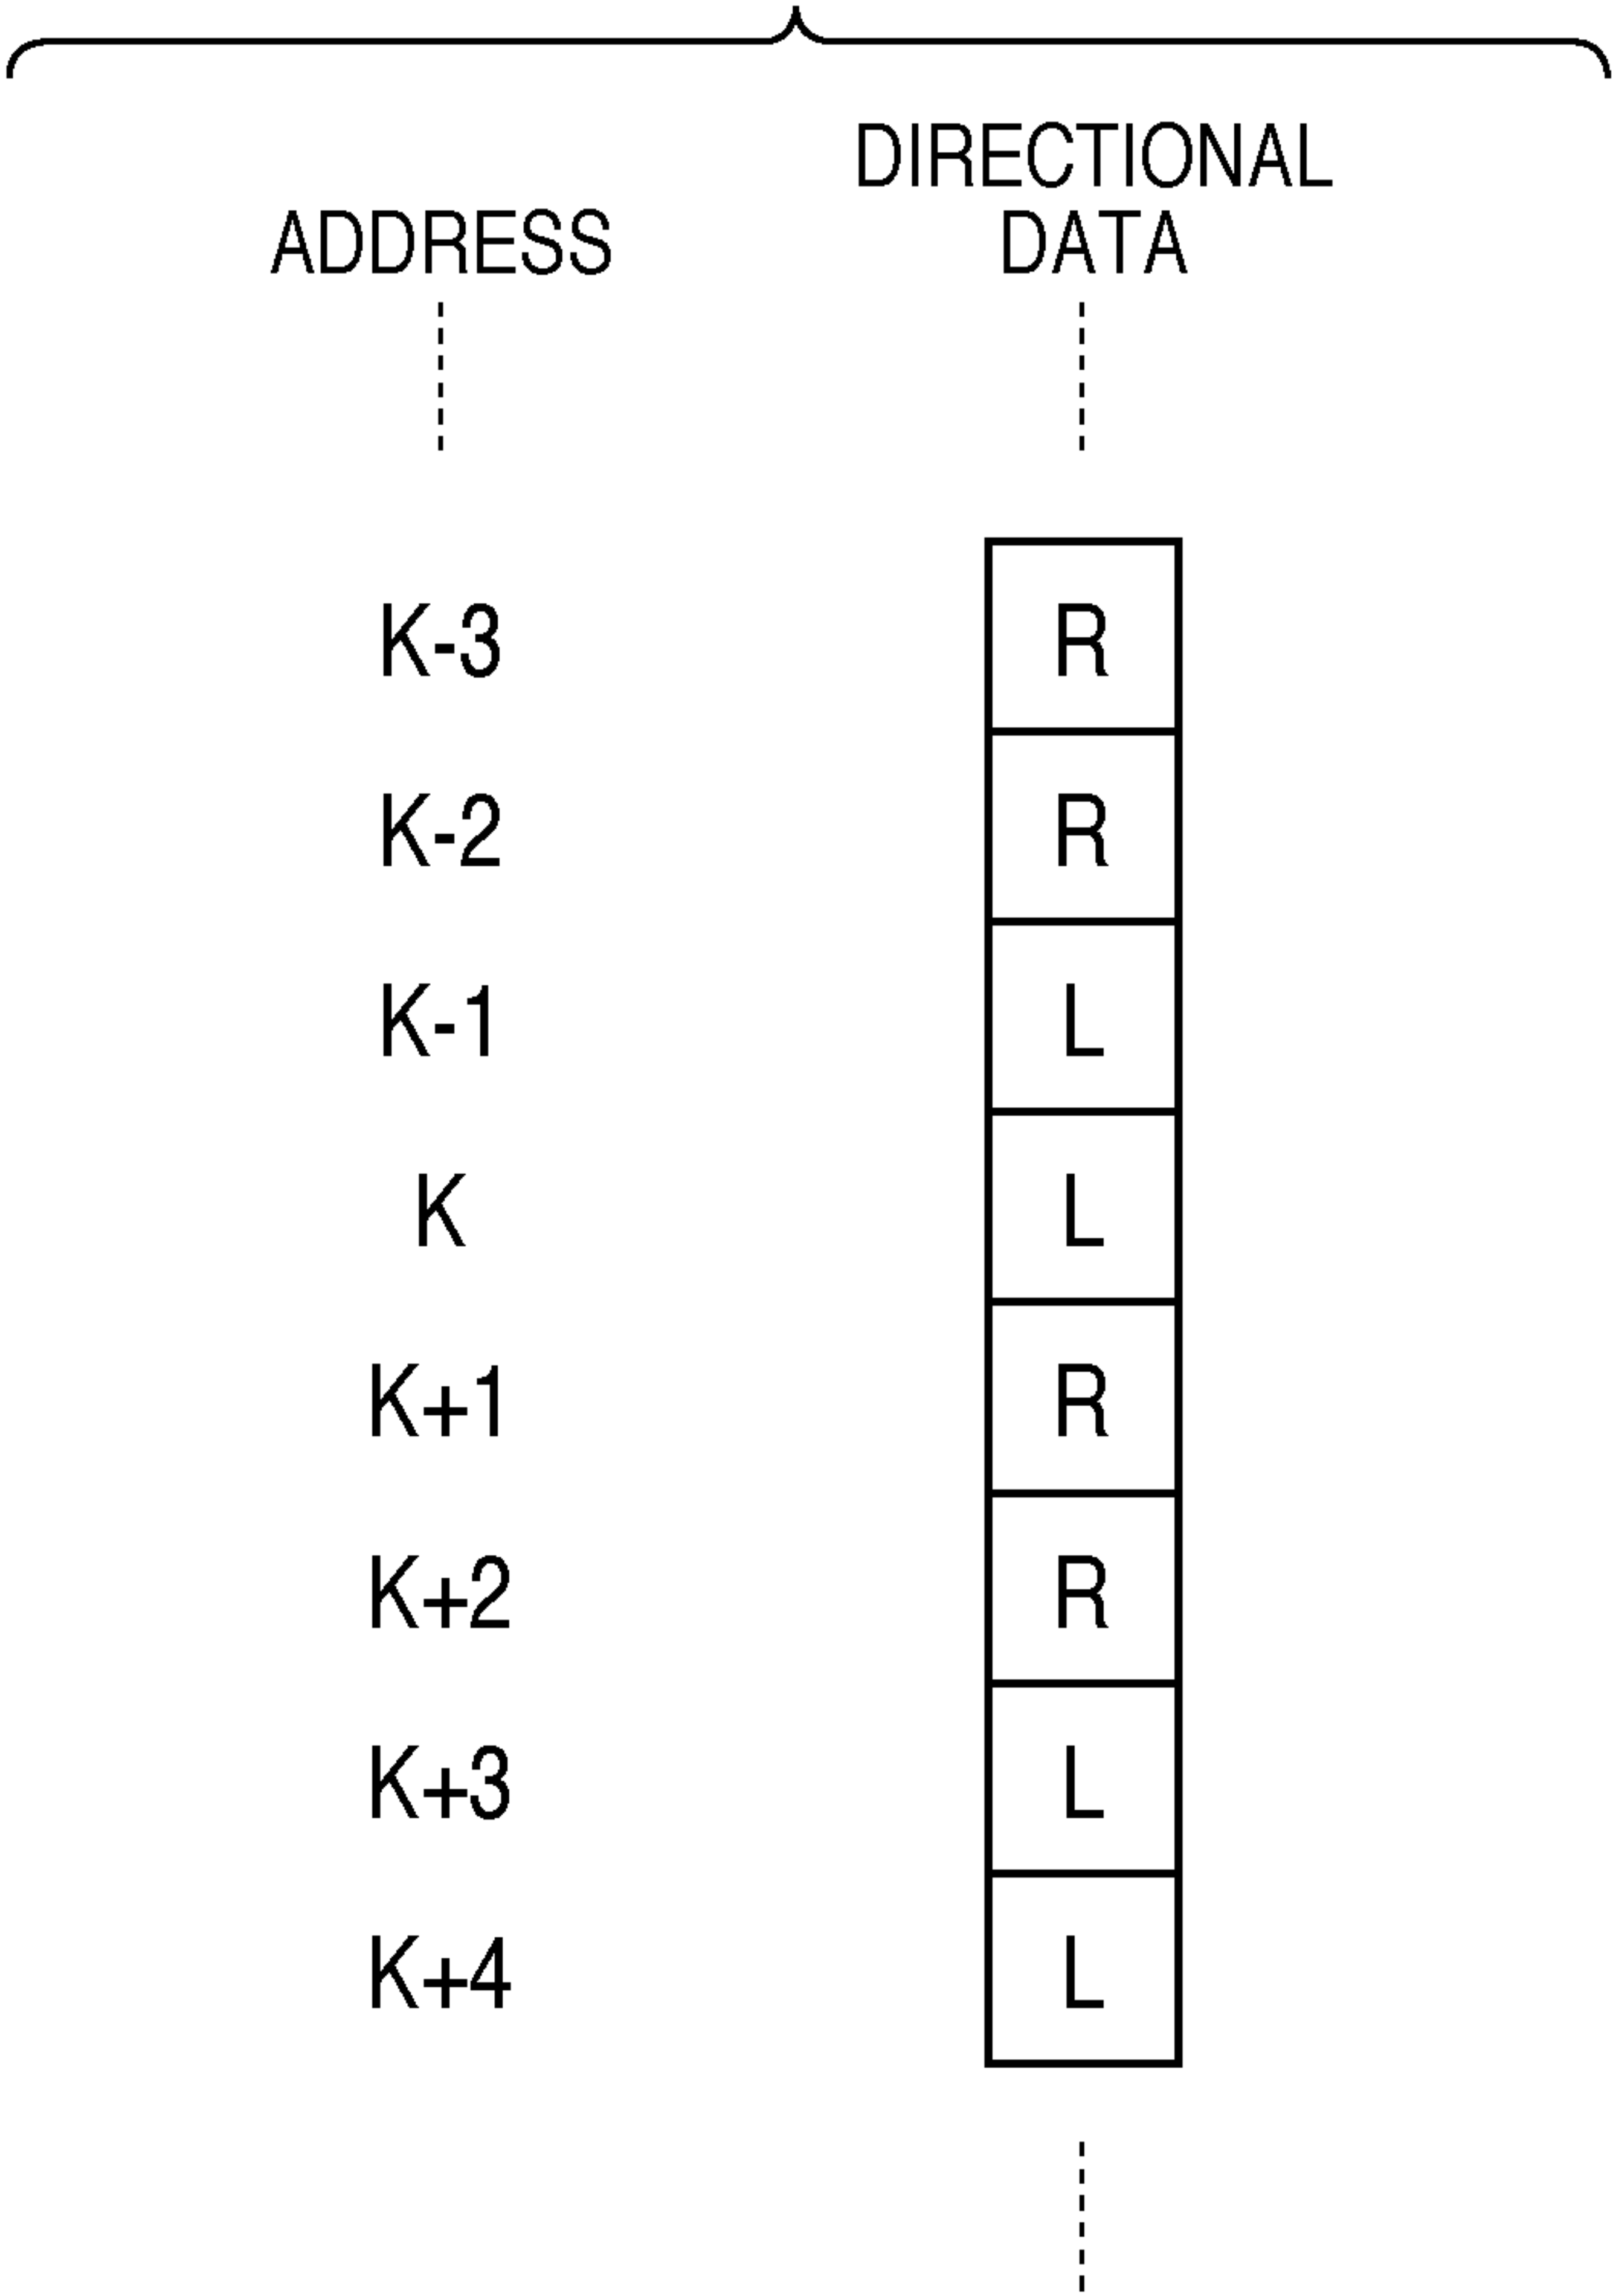 DIRECTIONAL
ADDRESS DATA
K-3 R
K-2 R
K-1 L
K L
K+1 R
K+2 R
K+3 L
K+4 L